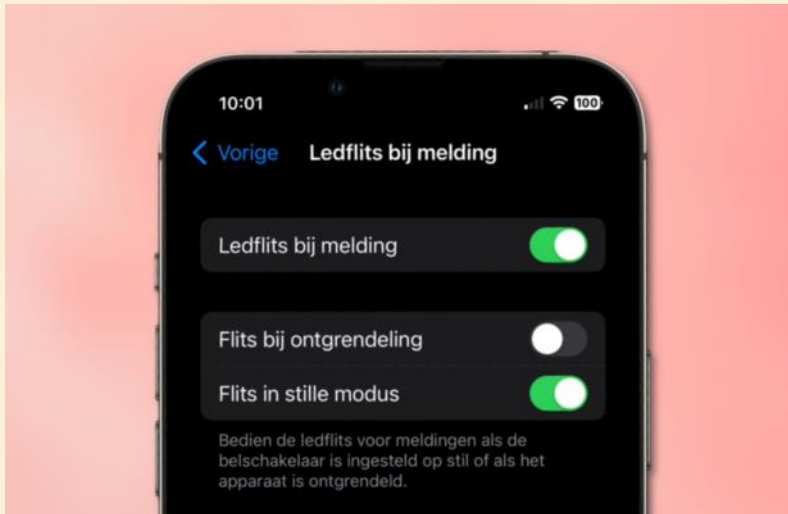 10:01
100
Vorige
Ledflits bij melding
Ledflits bij melding
Flits bij ontgrendeling
Flits in stille modus
Bedien de ledflits voor meldingen als de
belschakelaar is ingesteld op stil of als het
apparaat is ontgrendeld.